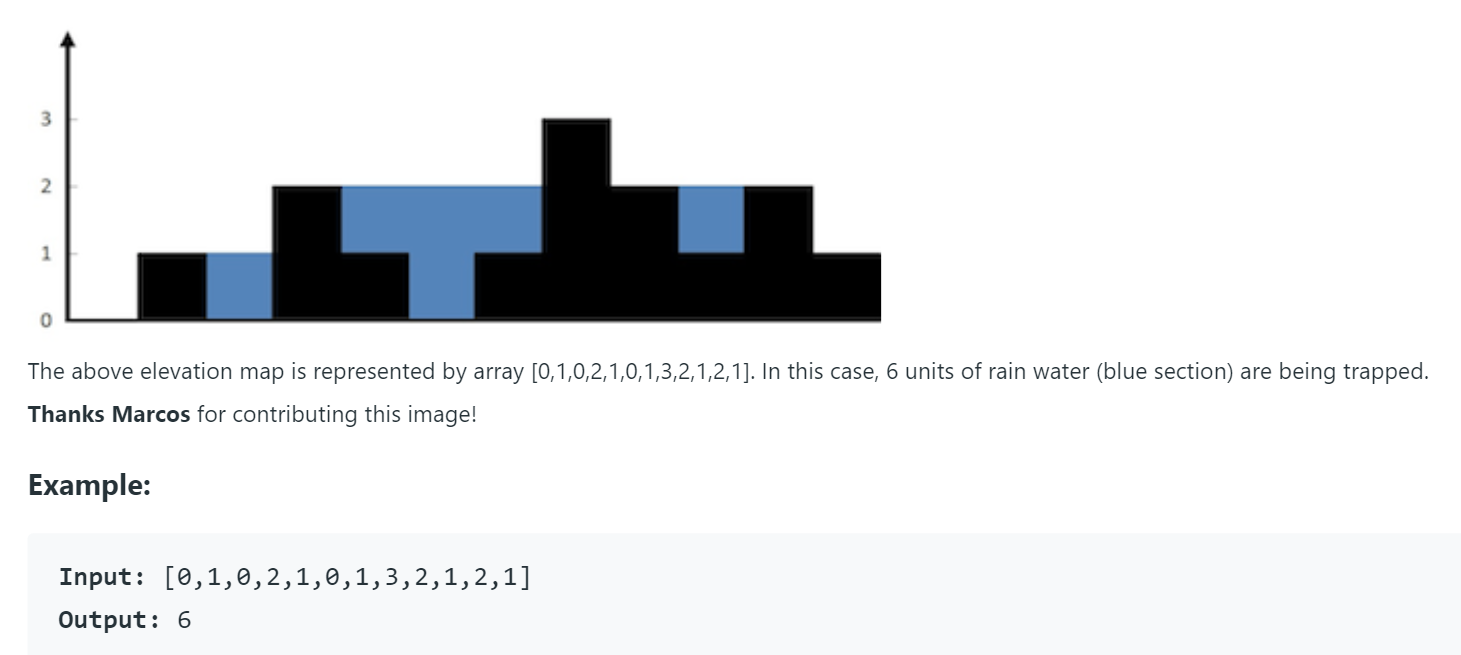 3
2
1
0
The above elevation map is represented by array [0,1,0,2,1,0,1,3,2,1,2,1]. In this case, 6 units of rain water (blue section) are being trapped.
Thanks Marcos for contributing this image!
Example:
Input: [0,1,0,2,1,0,1,3,2,1,2,1]
Output: 6